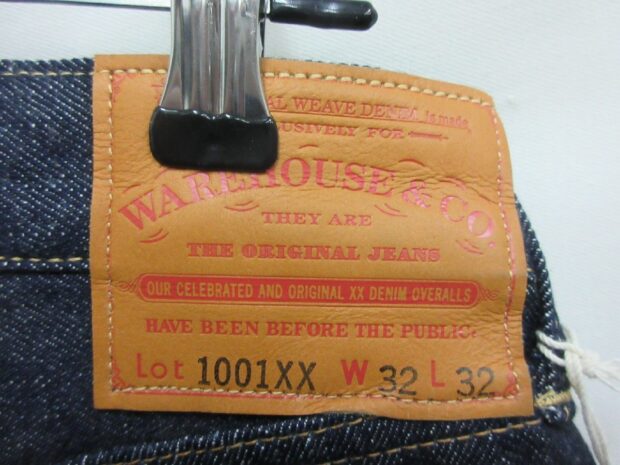 AL WEAVE DENIM, is made
USIVELY FOR
WAREHOUSE & CO.
THEY ARE
THE ORIGINAL JEANS
OUR CELEBRATED AND ORIGINAL XX DENIM OVERALLS
HAVE BEEN BEFORE THE PUBLIC.
Lot 1001XX W 32 L 32